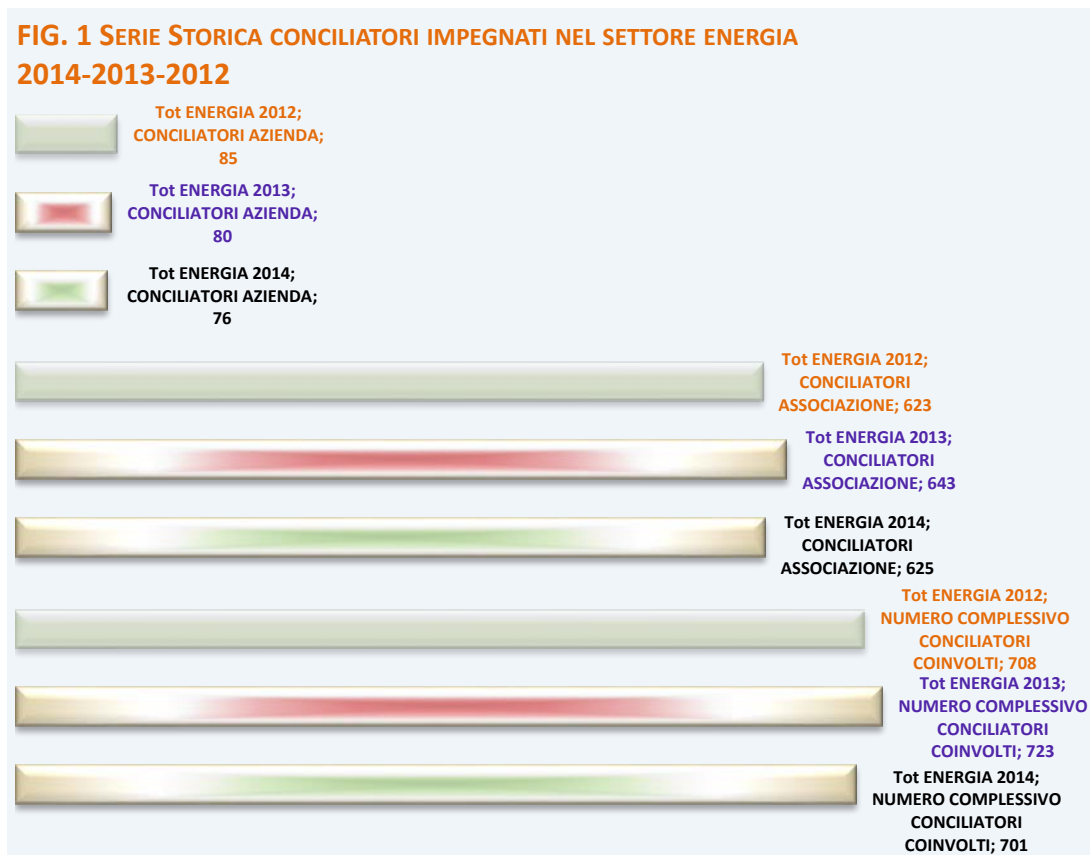 FIG. 1 SERIE STORICA CONCILIATORI IMPEGNATI NEL SETTORE ENERGIA
2014-2013-2012
Tot ENERGIA 2012;
CONCILIATORI AZIENDA;
85
Tot ENERGIA 2013;
CONCILIATORI AZIENDA;
80
Tot ENERGIA 2014;
CONCILIATORI AZIENDA;
76
Tot ENERGIA 2012;
CONCILIATORI
ASSOCIAZIONE; 623
Tot ENERGIA 2013;
CONCILIATORI
ASSOCIAZIONE; 643
Tot ENERGIA 2014;
CONCILIATORI
ASSOCIAZIONE; 625
Tot ENERGIA 2012;
NUMERO COMPLESSIVO
CONCILIATORI
COINVOLTI; 708
Tot ENERGIA 2013;
NUMERO COMPLESSIVO
CONCILIATORI
COINVOLTI; 723
Tot ENERGIA 2014;
NUMERO COMPLESSIVO
CONCILIATORI
COINVOLTI; 701